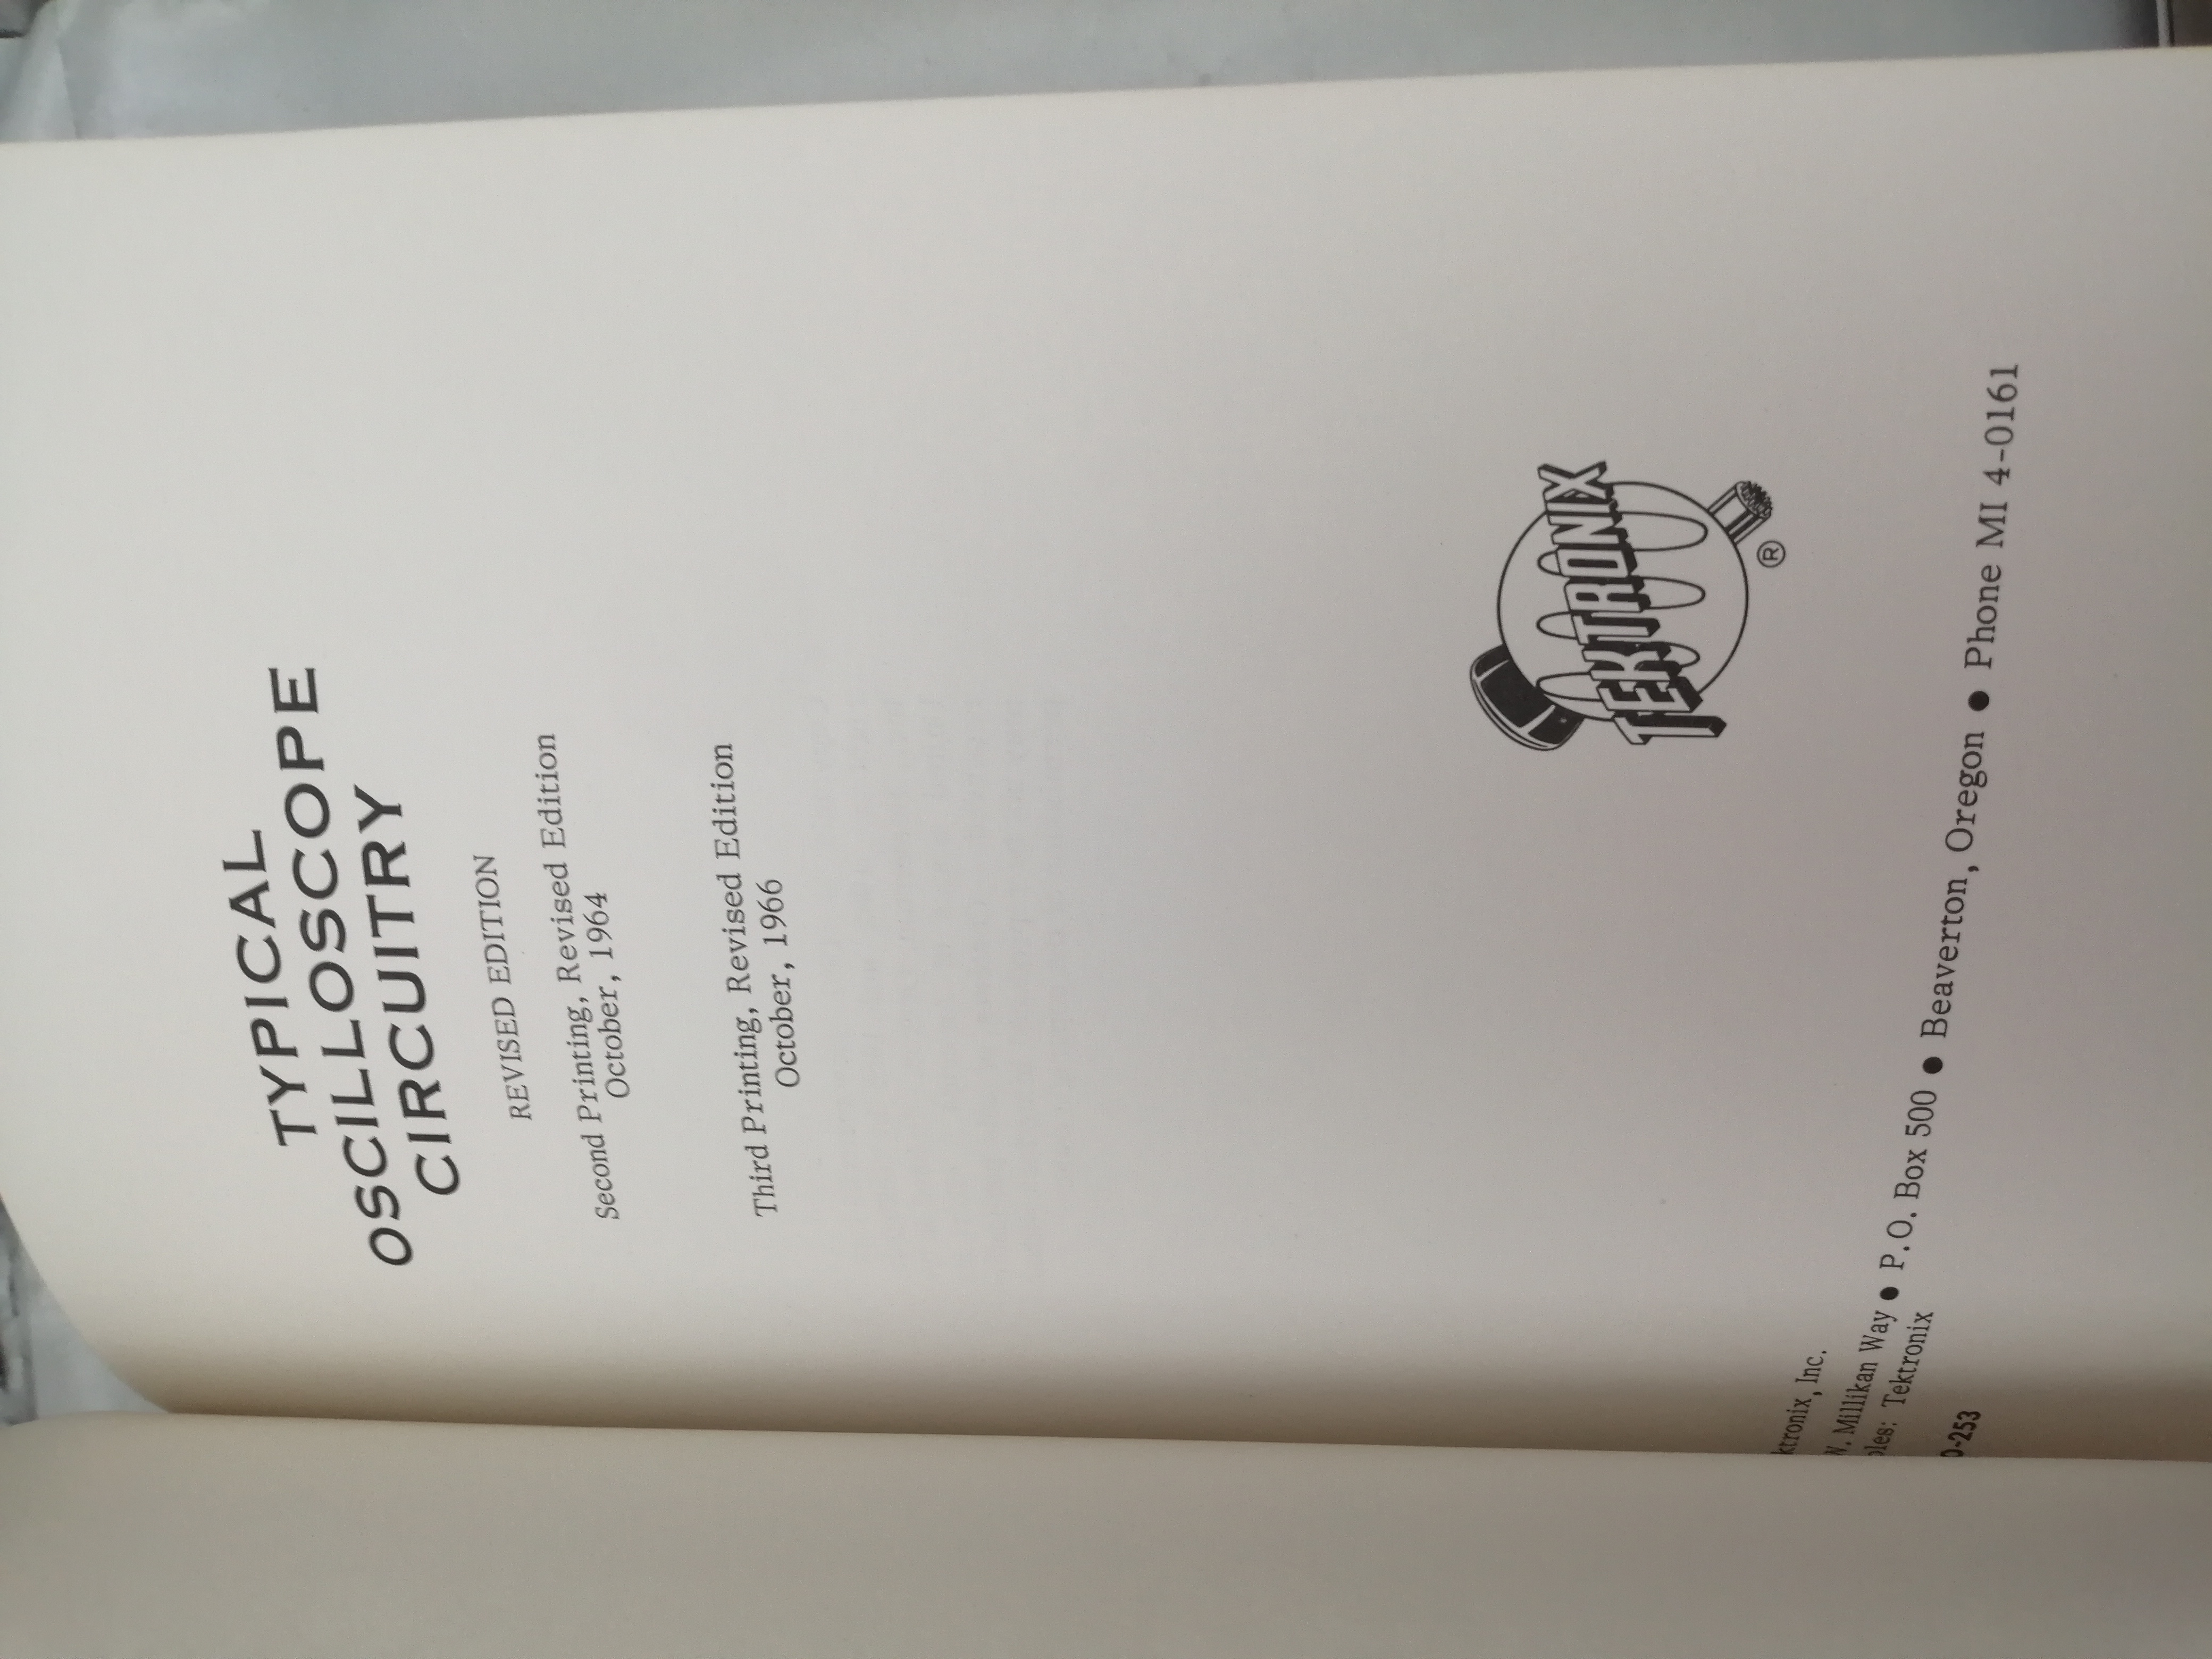 TYPICAL
OSCILLOSCOPE
CIRCUITRY
REVISED EDITION
Second Printing, Revised Edition
October, 1964
Third Printing, Revised Edition
October, 1966
TEKTRONIX
®
ktronix, Inc.
W. Millikan Way ● P.O. Box 500 ● Beaverton, Oregon ● Phone MI 4-0161
bles: Tektronix
0-253